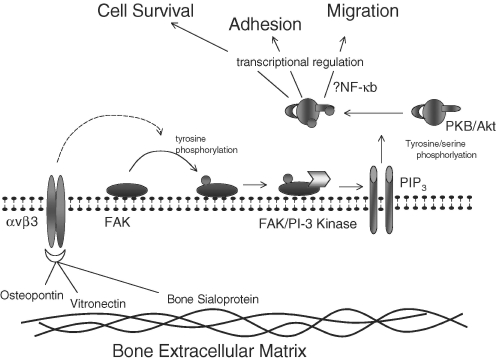 Cell Survival
Adhesion
Migration
transcriptional regulation
?NF-κb
PKB/Akt
tyrosine
phosphorylation
Tyrosine/serine
phosphorlyation
PIP3
αvβ3
FAK
FAK/PI-3 Kinase
Osteopontin
Vitronectin
Bone Sialoprotein
Bone Extracellular Matrix